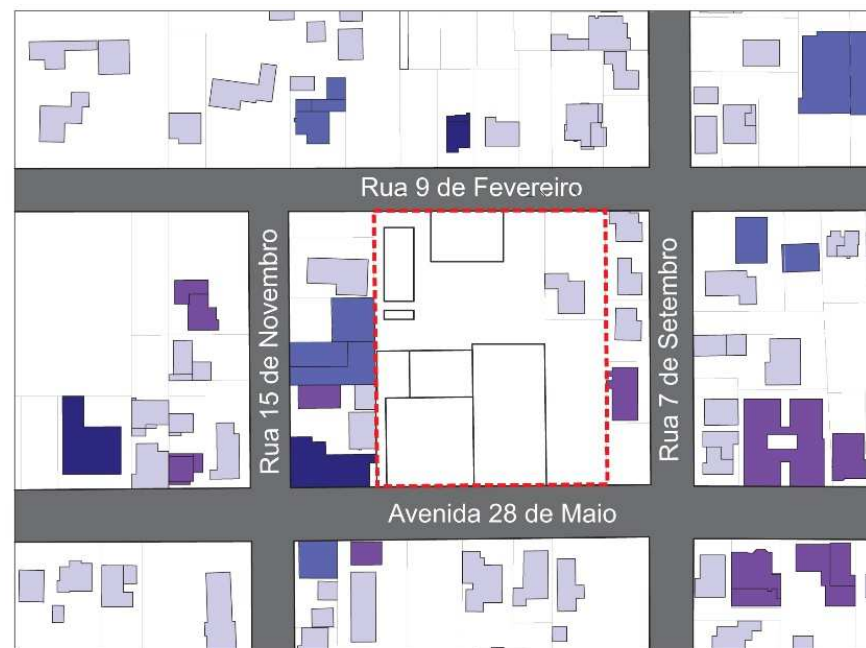 Rua 9 de Fevereiro
Rua 15 de Novembro
Rua 7 de Setembro
Avenida 28 de Maio